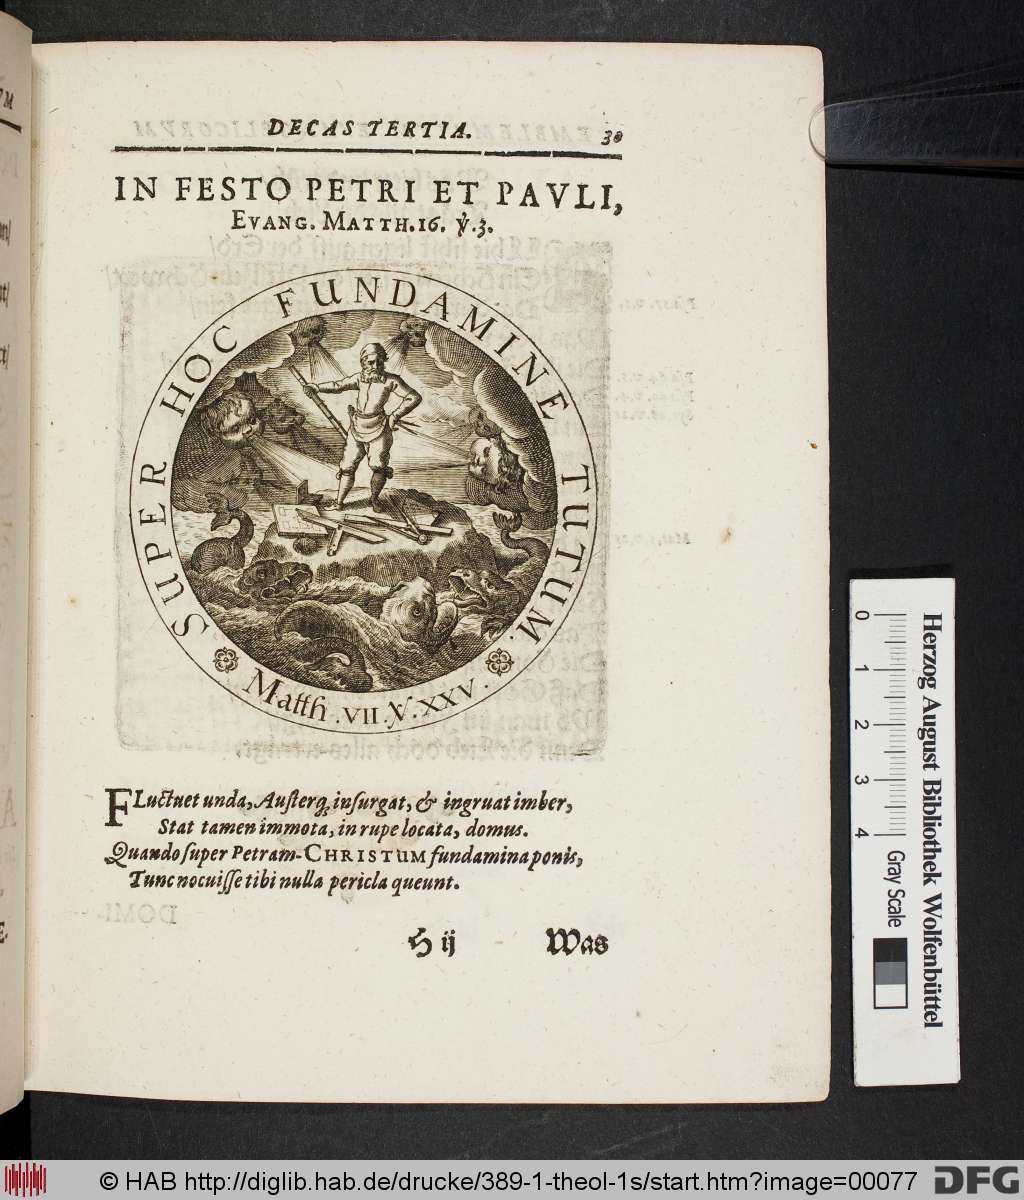 DECAS TERTIA. 30
IN FESTO PETRI ET PAVLI,
EVANG. MATTH. 16. ℣. 3.
SUPER HOC FUNDAMINE TUTUM.
Matth. VII. ℣. XXV.
FLuctuet unda, Austerq́; insurgat, & ingruat imber,
Stat tamen immota, in rupe locata, domus.
Quando super Petram CHRISTUM fundamina ponis,
Tunc nocuisse tibi nulla pericla queunt.
H ij Was
0 1 2 3 4
Herzog August Bibliothek Wolfenbüttel
Gray Scale
© HAB http://diglib.hab.de/drucke/389-1-theol-1s/start.htm?image=00077
DFG